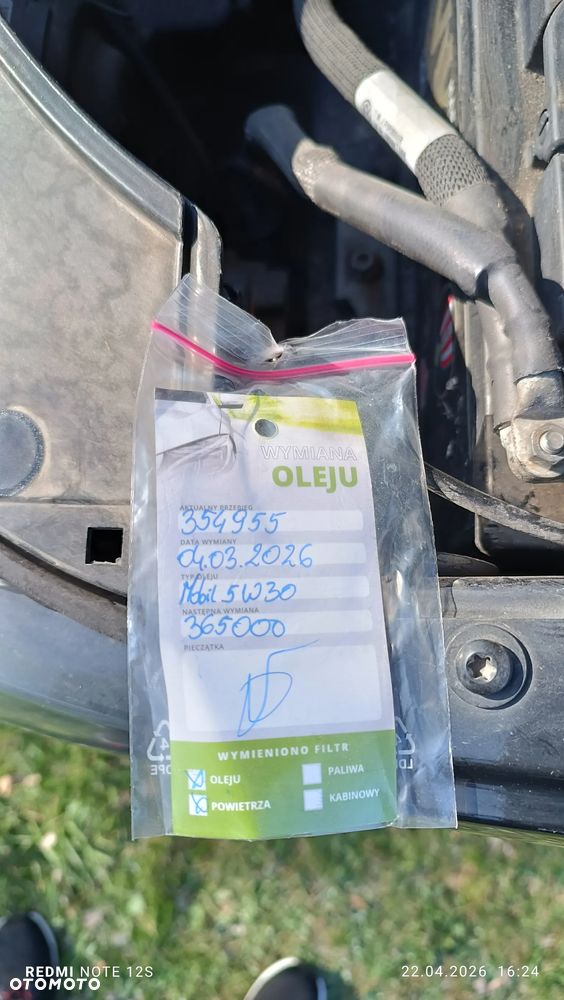 WYMIANA
OLEJU
AKTUALNY PRZEBIEG
354955
DATA WYMIANY
04.03.2026
TYP OLEJU
Mobil 5W30
NASTĘPNA WYMIANA
365000
PIECZĄTKA
WYMIENIONO FILTR
OLEJU
PALIWA
POWIETRZA
KABINOWY
REDMI NOTE 12S
22.04.2026 16:24
OTOMOTO